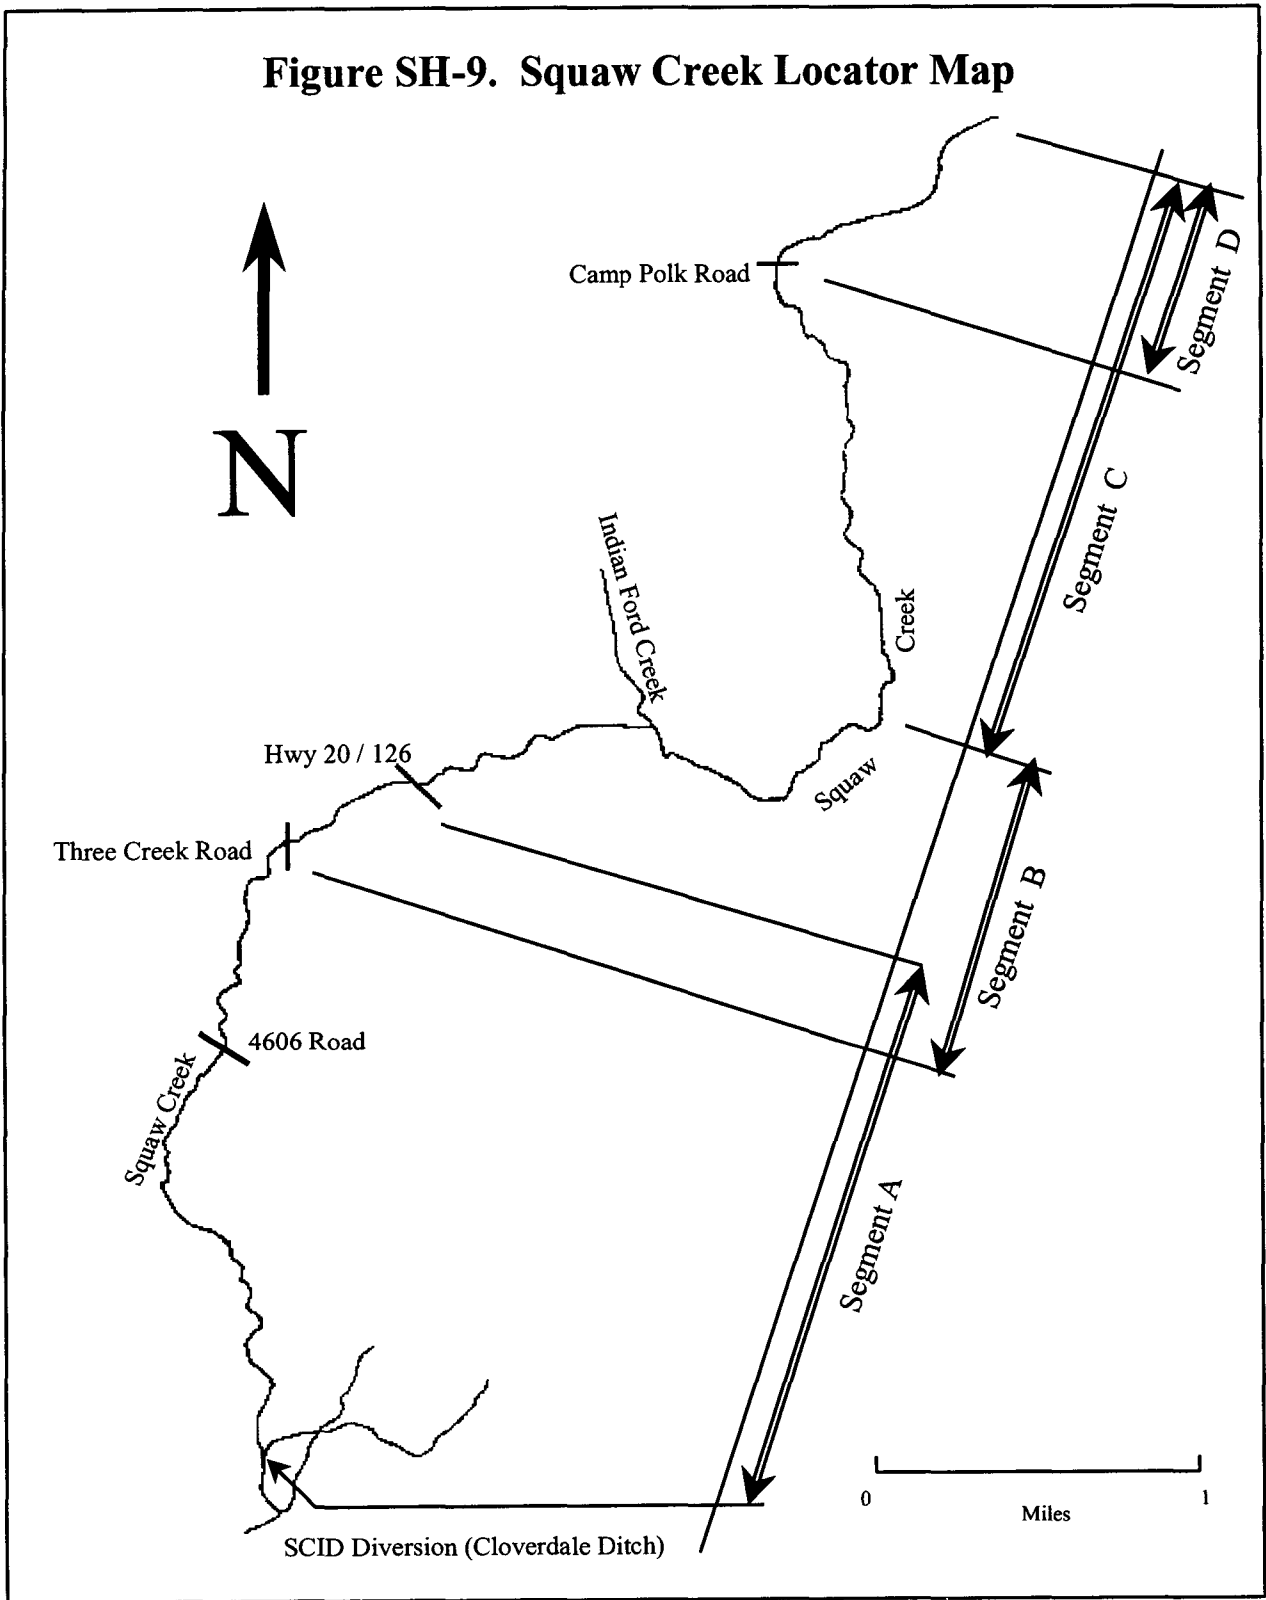 Figure SH-9. Squaw Creek Locator Map
Camp Polk Road
Segment D
N
Segment C
Indian Ford Creek
Creek
Hwy 20 / 126
Squaw
Three Creek Road
Segment B
4606 Road
Squaw Creek
Segment A
0
1
Miles
SCID Diversion (Cloverdale Ditch)